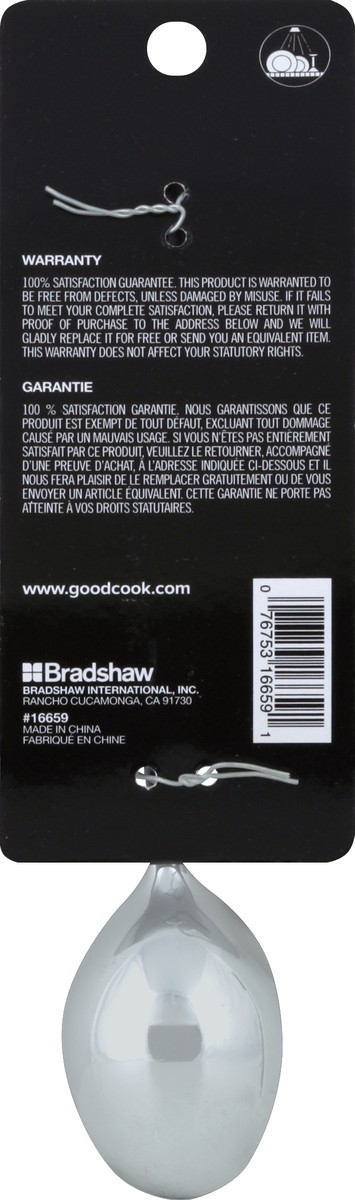 WARRANTY
100% SATISFACTION GUARANTEE. THIS PRODUCT IS WARRANTED TO
BE FREE FROM DEFECTS, UNLESS DAMAGED BY MISUSE. IF IT FAILS
TO MEET YOUR COMPLETE SATISFACTION, PLEASE RETURN IT WITH
PROOF OF PURCHASE TO THE ADDRESS BELOW AND WE WILL
GLADLY REPLACE IT FOR FREE OR SEND YOU AN EQUIVALENT ITEM.
THIS WARRANTY DOES NOT AFFECT YOUR STATUTORY RIGHTS.
GARANTIE
100 % SATISFACTION GARANTIE. NOUS GARANTISSONS QUE CE
PRODUIT EST EXEMPT DE TOUT DÉFAUT, EXCLUANT TOUT DOMMAGE
CAUSÉ PAR UN MAUVAIS USAGE. SI VOUS N'ÊTES PAS ENTIÈREMENT
SATISFAIT PAR CE PRODUIT, VEUILLEZ LE RETOURNER, ACCOMPAGNÉ
D'UNE PREUVE D'ACHAT, À L'ADRESSE INDIQUÉE CI-DESSOUS ET IL
NOUS FERA PLAISIR DE LE REMPLACER GRATUITEMENT OU DE VOUS
ENVOYER UN ARTICLE ÉQUIVALENT. CETTE GARANTIE NE PORTE PAS
ATTEINTE À VOS DROITS STATUTAIRES.
www.goodcook.com
0 76753 16659 1
Bradshaw
BRADSHAW INTERNATIONAL, INC.
RANCHO CUCAMONGA, CA 91730
#16659
MADE IN CHINA
FABRIQUÉ EN CHINE